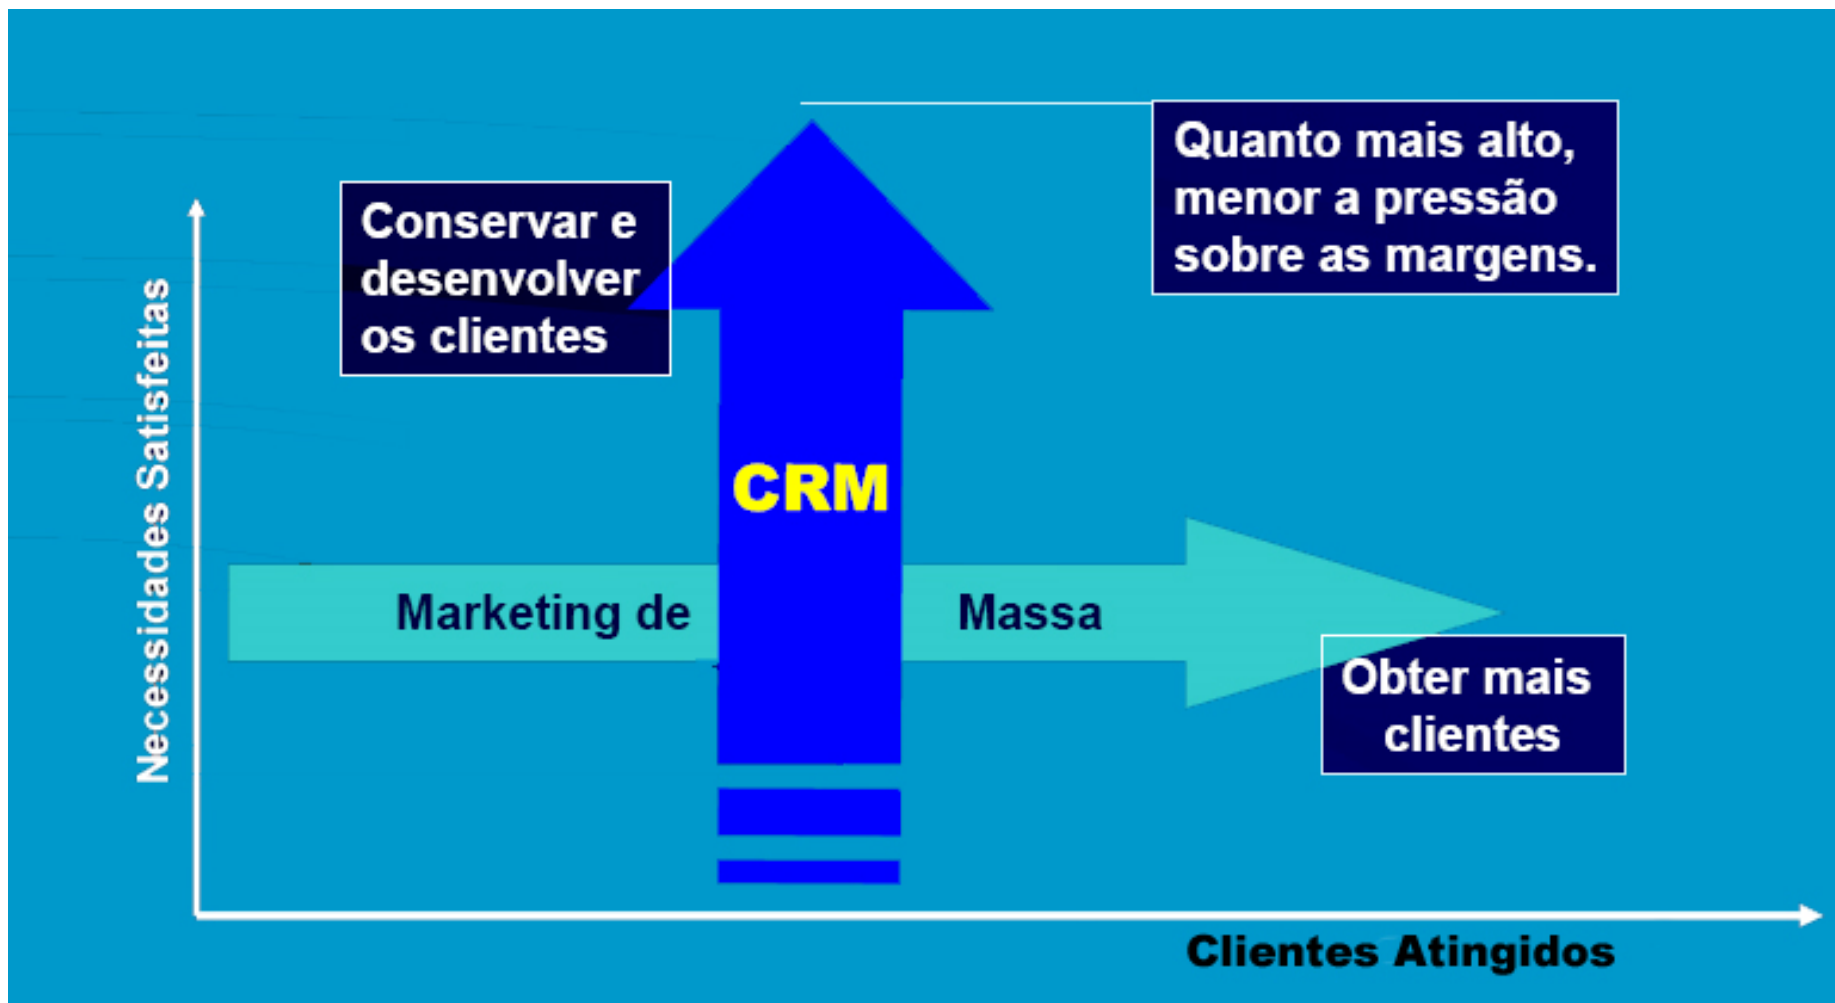 Quanto mais alto,
menor a pressão
sobre as margens.
Conservar e
desenvolver
os clientes
Necessidades Satisfeitas
CRM
Marketing de Massa
Obter mais
clientes
Clientes Atingidos